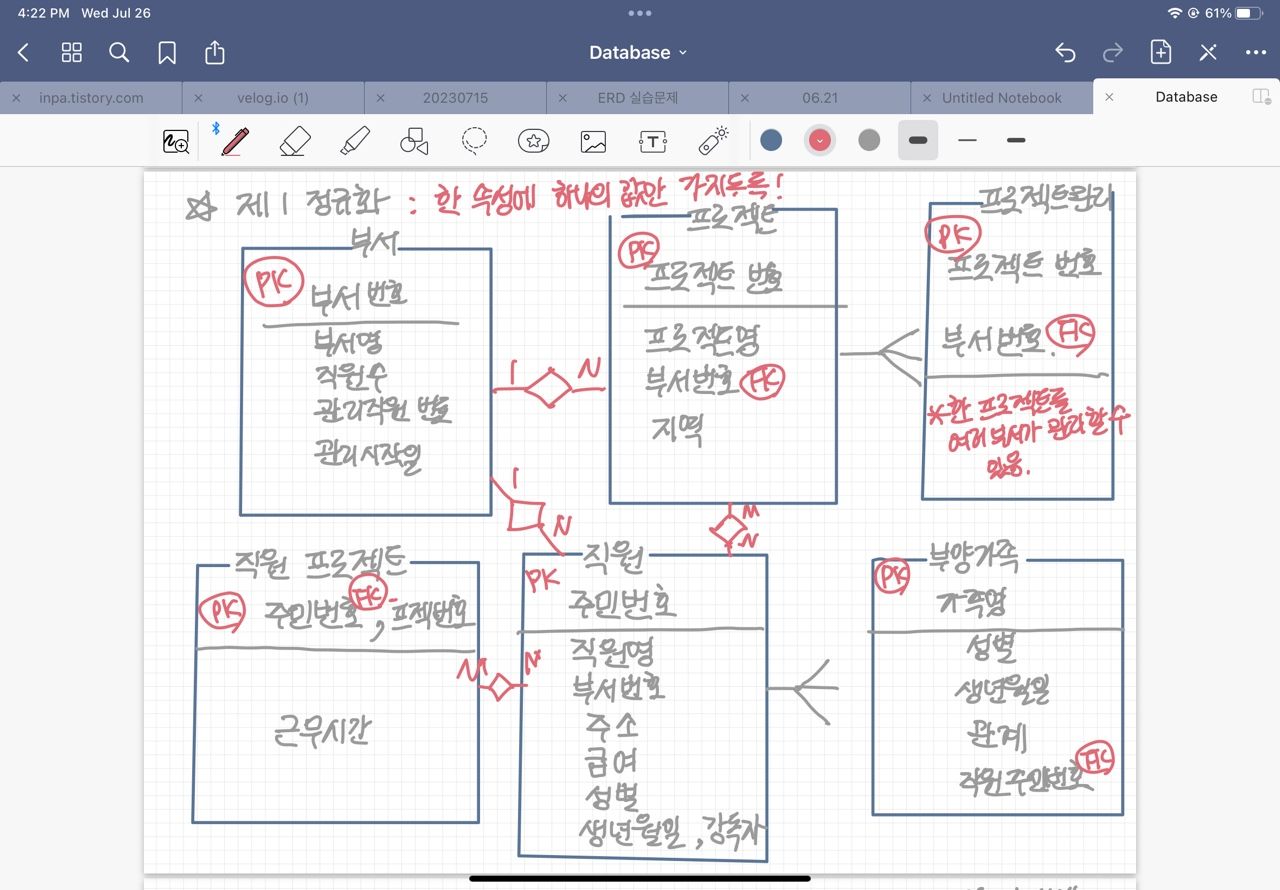 4:22 PM Wed Jul 26
61%
Database
inpa.tistory.com
velog.io (1)
20230715
ERD 실습문제
06.21
Untitled Notebook
Database
제 1 정규화 : 한 속성에 하나의 값만 가지도록!
부서
PK
부서번호
부서명
직원수
관리직원 번호
관리시작일
1 N
프로젝트
PK
프로젝트 번호
프로젝트명
부서번호 FK
지역
프로젝트관리
PK
프로젝트 번호
부서번호. FK
*한 프로젝트를
여러부서가 관리할 수
있음.
1
N
M
N
직원 프로젝트
PK 주민번호 FK, 프젝번호
근무시간
N
N
직원
PK
주민번호
직원명
부서번호
주소
급여
성별
생년월일, 감독자
부양가족
PK
가족명
성별
생년월일
관계
직원주민번호 FK